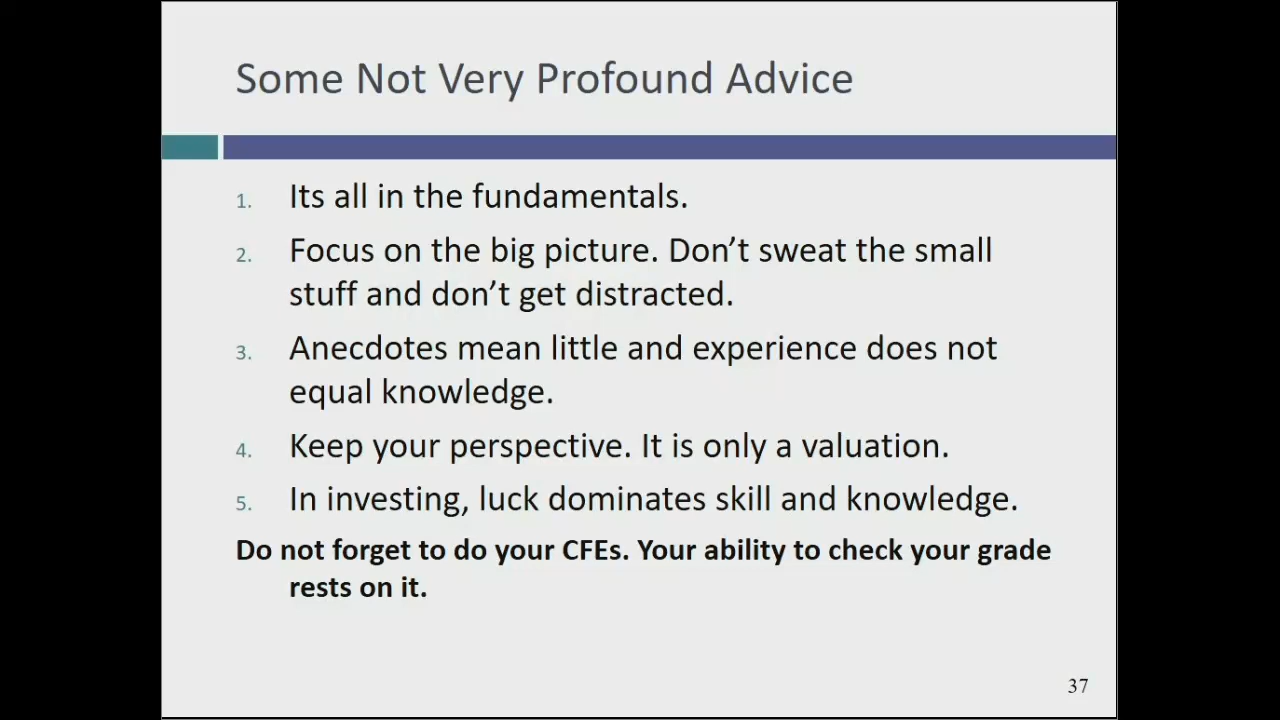 Some Not Very Profound Advice
1. Its all in the fundamentals.
2. Focus on the big picture. Don’t sweat the small
stuff and don’t get distracted.
3. Anecdotes mean little and experience does not
equal knowledge.
4. Keep your perspective. It is only a valuation.
5. In investing, luck dominates skill and knowledge.
Do not forget to do your CFEs. Your ability to check your grade
rests on it.
37